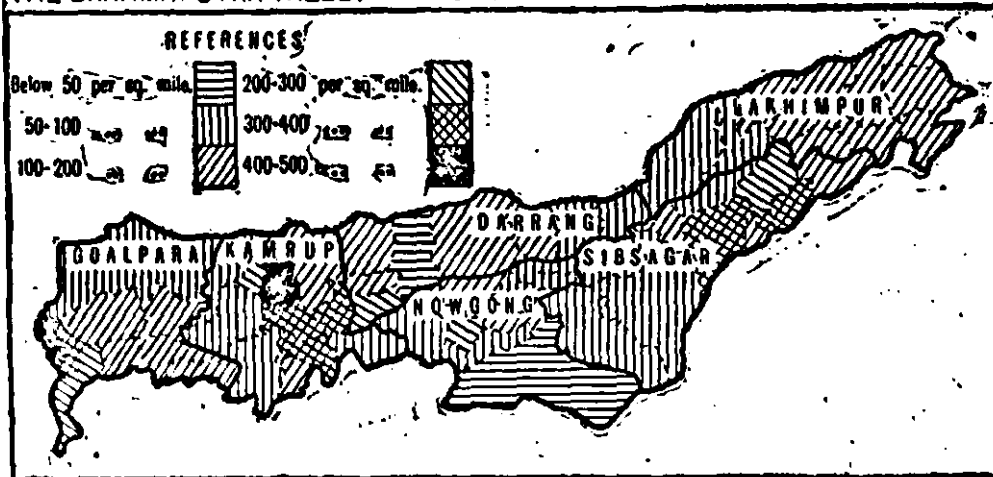 REFERENCES
Below 50 per sq. mile. 200-300 per sq. mile.
50-100 300-400
100-200 400-500
LAKHIMPUR
DARRANG
GOALPARA KAMRUP SIBSAGAR
NOWGONG